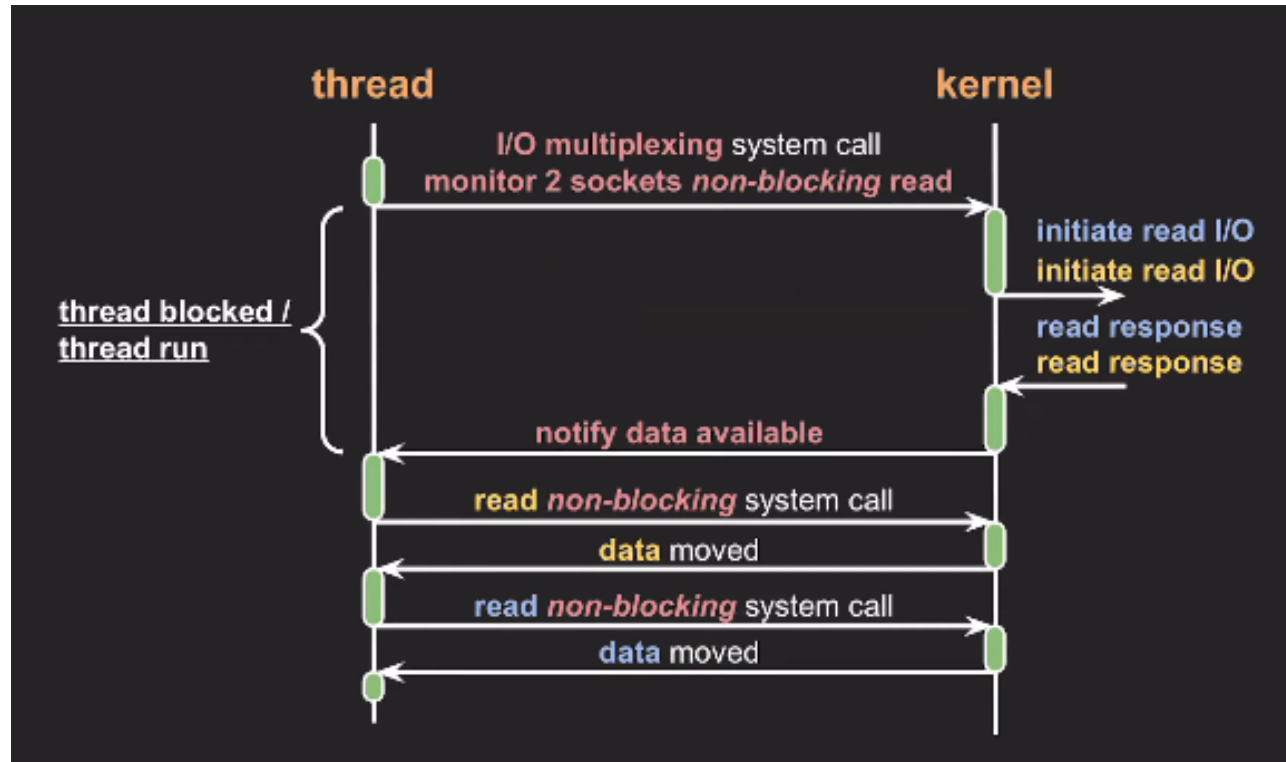 thread
kernel
I/O multiplexing system call
monitor 2 sockets non-blocking read
initiate read I/O
initiate read I/O
thread blocked /
thread run
read response
read response
notify data available
read non-blocking system call
data moved
read non-blocking system call
data moved